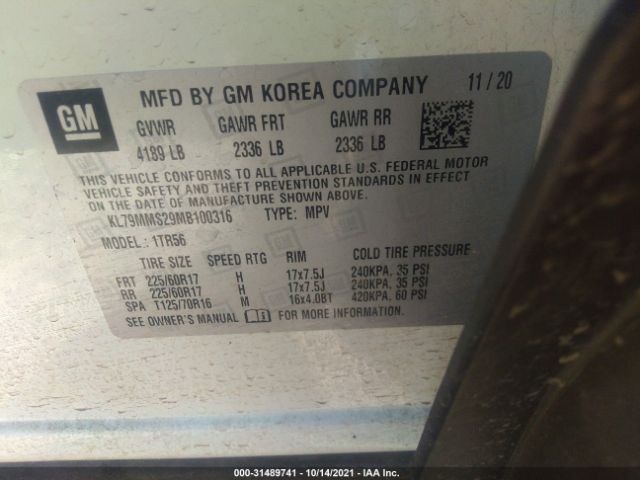 GM
MFD BY GM KOREA COMPANY 11/20
GVWR GAWR FRT GAWR RR
4189 LB 2336 LB 2336 LB
THIS VEHICLE CONFORMS TO ALL APPLICABLE U.S. FEDERAL MOTOR
VEHICLE SAFETY AND THEFT PREVENTION STANDARDS IN EFFECT
ON THE DATE OF MANUFACTURE SHOWN ABOVE.
KL79MMS29MB100316 TYPE: MPV
MODEL: 1TR56
TIRE SIZE SPEED RTG RIM COLD TIRE PRESSURE
FRT 225/60R17 H 17x7.5J 240KPA, 35 PSI
RR 225/60R17 H 17x7.5J 240KPA, 35 PSI
SPA T125/70R16 M 16x4.0BT 420KPA, 60 PSI
SEE OWNER'S MANUAL FOR MORE INFORMATION.
000-31489741 - 10/14/2021 - IAA Inc.